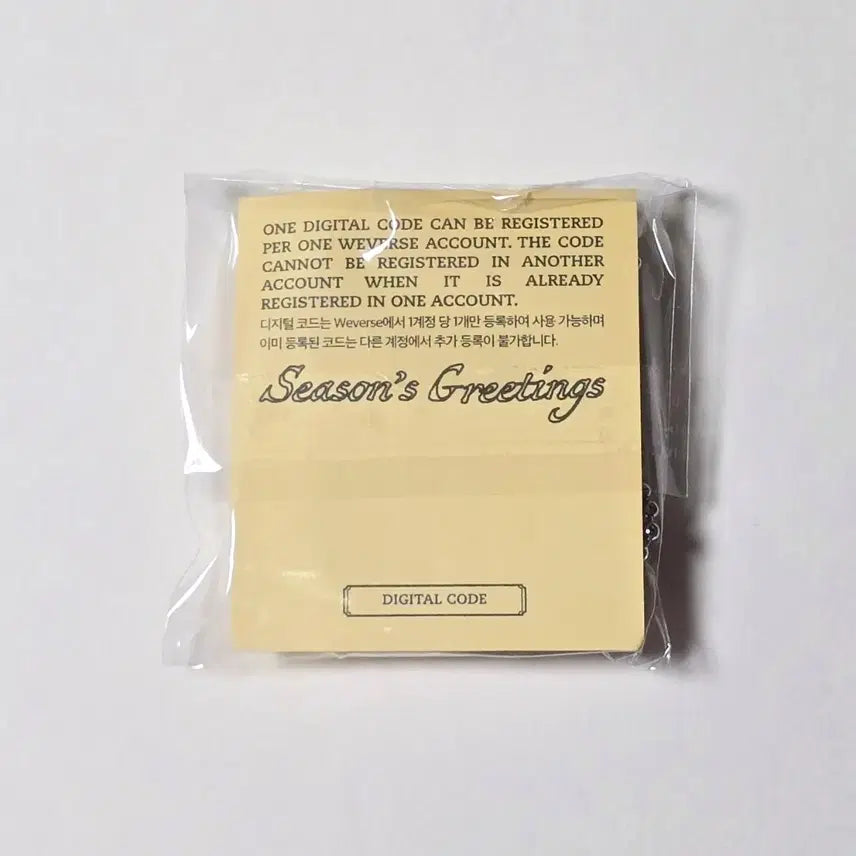 ONE DIGITAL CODE CAN BE REGISTERED
PER ONE WEVERSE ACCOUNT. THE CODE
CANNOT BE REGISTERED IN ANOTHER
ACCOUNT WHEN IT IS ALREADY
REGISTERED IN ONE ACCOUNT.
디지털 코드는 Weverse에서 1계정 당 1개만 등록하여 사용 가능하며
이미 등록된 코드는 다른 계정에서 추가 등록이 불가합니다.
Season's Greetings
DIGITAL CODE